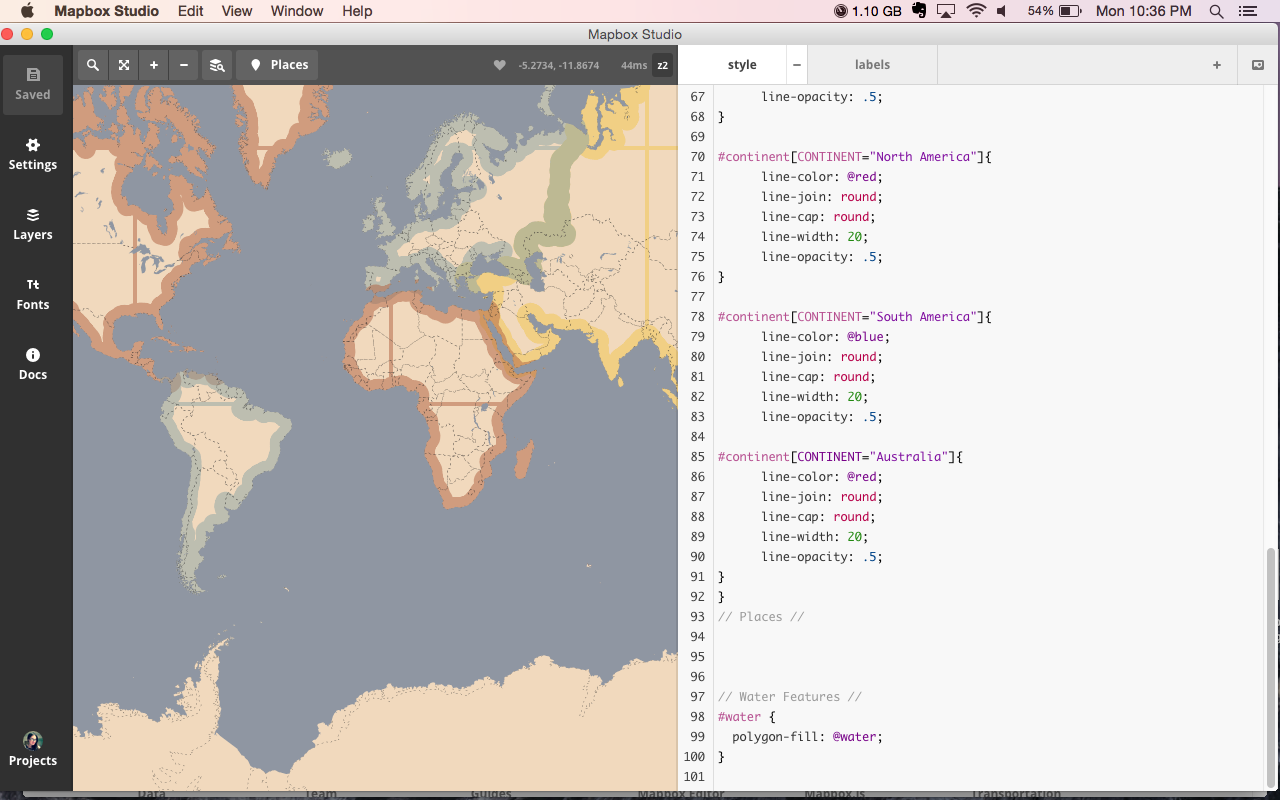 Mapbox Studio Edit View Window Help 1.10 GB 54% Mon 10:36 PM
Mapbox Studio
Saved
Settings
Layers
Tt
Fonts
Docs
Projects
Places -5.2734, -11.8674 44ms z2
style − labels +
67 line-opacity: .5;
68 }
69
70 #continent[CONTINENT="North America"]{
71 line-color: @red;
72 line-join: round;
73 line-cap: round;
74 line-width: 20;
75 line-opacity: .5;
76 }
77
78 #continent[CONTINENT="South America"]{
79 line-color: @blue;
80 line-join: round;
81 line-cap: round;
82 line-width: 20;
83 line-opacity: .5;
84
85 #continent[CONTINENT="Australia"]{
86 line-color: @red;
87 line-join: round;
88 line-cap: round;
89 line-width: 20;
90 line-opacity: .5;
91 }
92 }
93 // Places //
94
95
96
97 // Water Features //
98 #water {
99 polygon-fill: @water;
100 }
101
Data Team Guides Mapbox Editor Mapbox.js Transportation